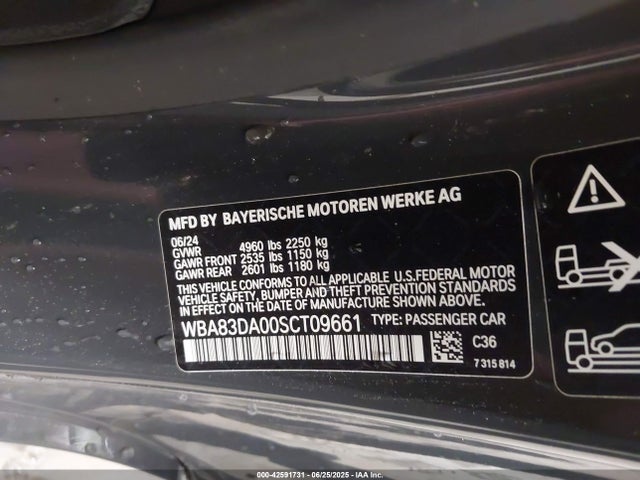 MFD BY BAYERISCHE MOTOREN WERKE AG
06/24
GVWR 4960 lbs 2250 kg
GAWR FRONT 2535 lbs 1150 kg
GAWR REAR 2601 lbs 1180 kg
THIS VEHICLE CONFORMS TO ALL APPLICABLE U.S.FEDERAL MOTOR
VEHICLE SAFETY, BUMPER AND THEFT PREVENTION STANDARDS
IN EFFECT ON THE DATE OF MANUFACTURE SHOWN ABOVE.
WBA83DA00SCT09661 TYPE: PASSENGER CAR
C36
7 315 814
000-42591731 - 06/25/2025 - IAA Inc.